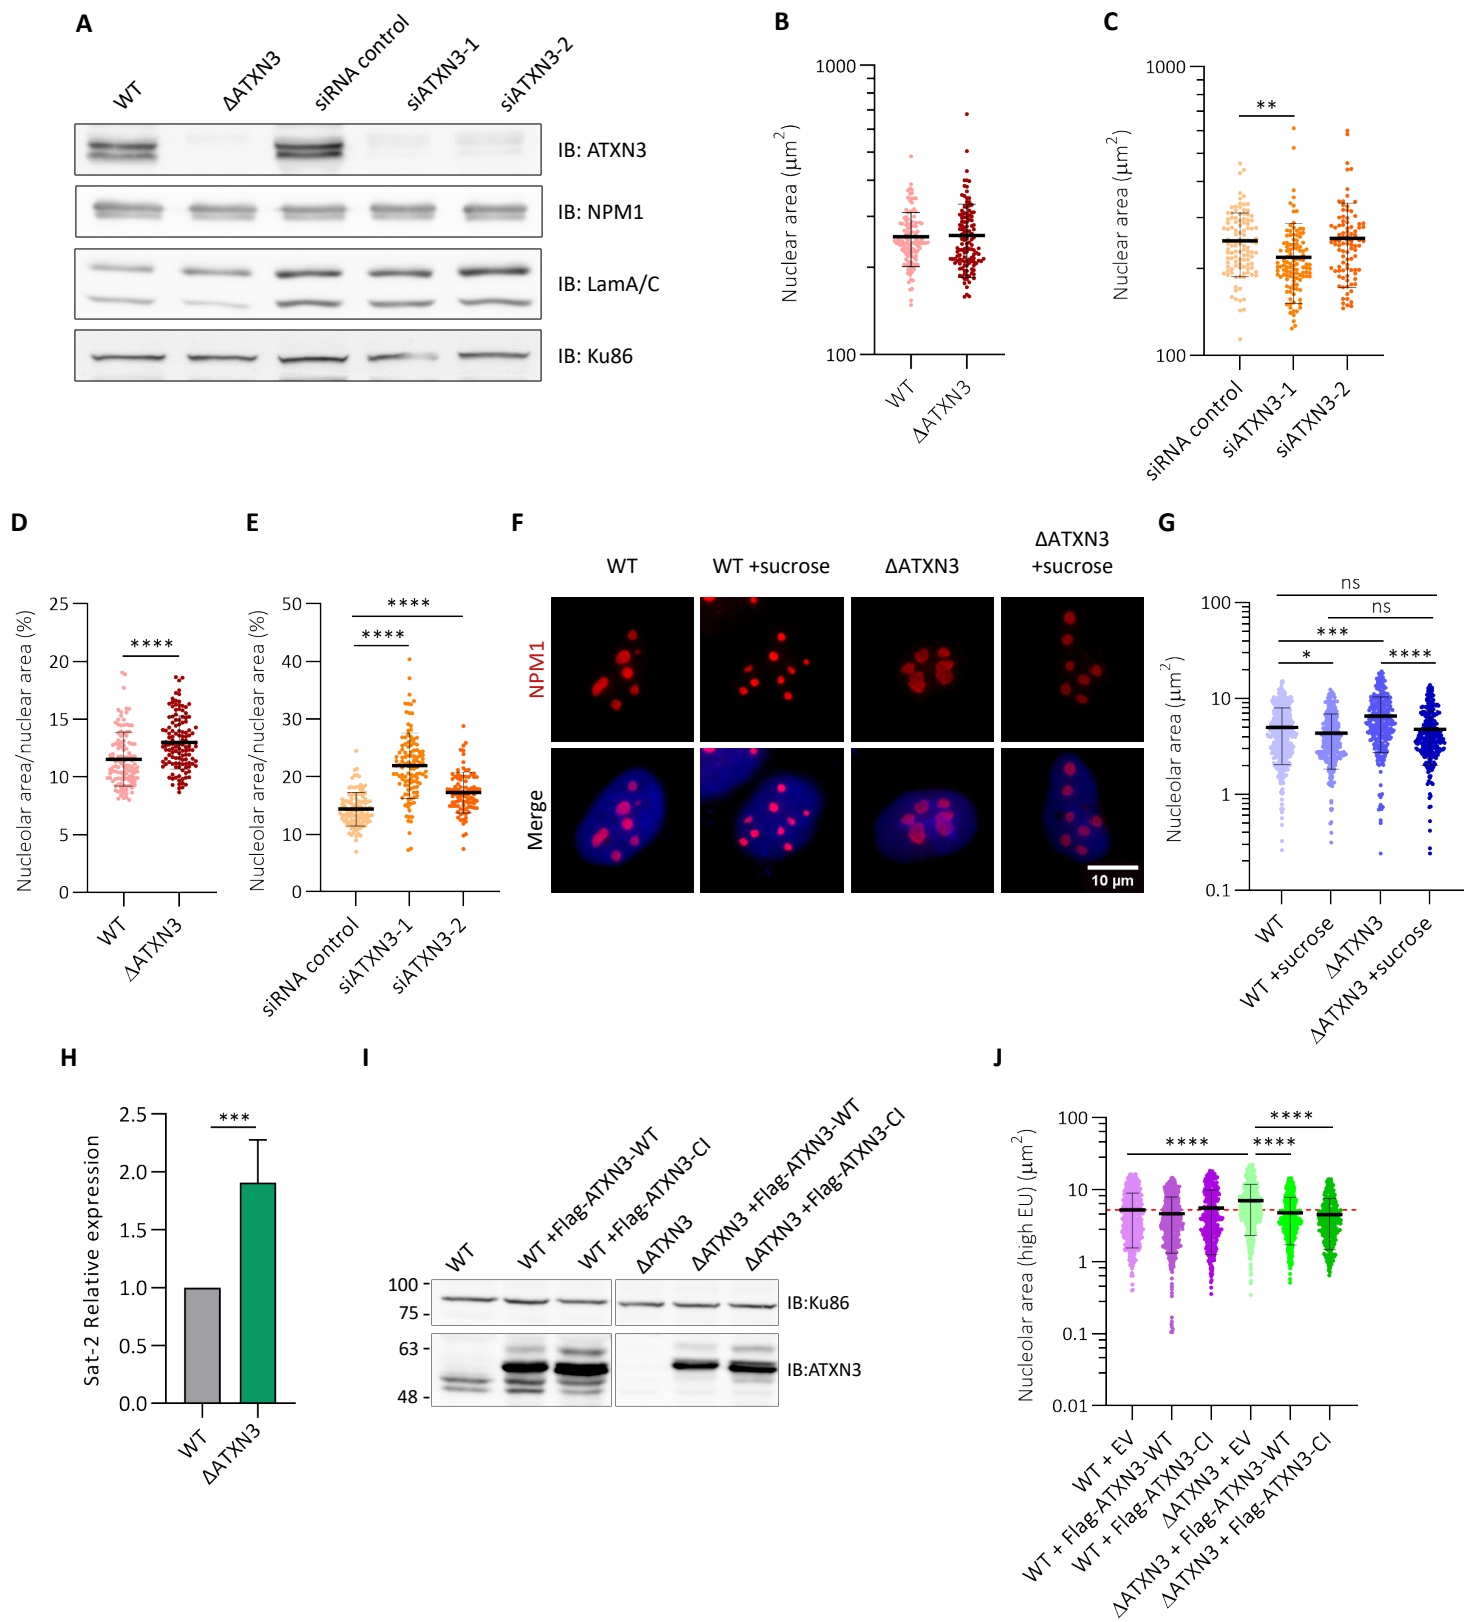 A
WT
ΔATXN3
siRNA control
siATXN3-1
siATXN3-2
IB: ATXN3
IB: NPM1
IB: LamA/C
IB: Ku86
B
Nuclear area (µm²)
1000
100
WT
ΔATXN3
C
Nuclear area (µm²)
1000
100
**
siRNA control
siATXN3-1
siATXN3-2
D
Nucleolar area/nuclear area (%)
25
20
15
10
5
0
****
WT
ΔATXN3
E
Nucleolar area/nuclear area (%)
50
40
30
20
10
0
****
****
siRNA control
siATXN3-1
siATXN3-2
F
WT
WT +sucrose
ΔATXN3
ΔATXN3
+sucrose
NPM1
Merge
10 µm
G
Nucleolar area (µm²)
100
10
1
0.1
ns
ns
***
*
****
WT
WT +sucrose
ΔATXN3
ΔATXN3 +sucrose
H
Sat-2 Relative expression
2.5
2.0
1.5
1.0
0.5
0.0
***
WT
ΔATXN3
I
WT
WT +Flag-ATXN3-WT
WT +Flag-ATXN3-CI
ΔATXN3
ΔATXN3 +Flag-ATXN3-WT
ΔATXN3 +Flag-ATXN3-CI
100 -
75 -
IB:Ku86
63 -
48 -
IB:ATXN3
J
Nucleolar area (high EU) (µm²)
100
10
1
0.1
0.01
****
****
****
WT + EV
WT + Flag-ATXN3-WT
WT + Flag-ATXN3-CI
ΔATXN3 + EV
ΔATXN3 + Flag-ATXN3-WT
ΔATXN3 + Flag-ATXN3-CI